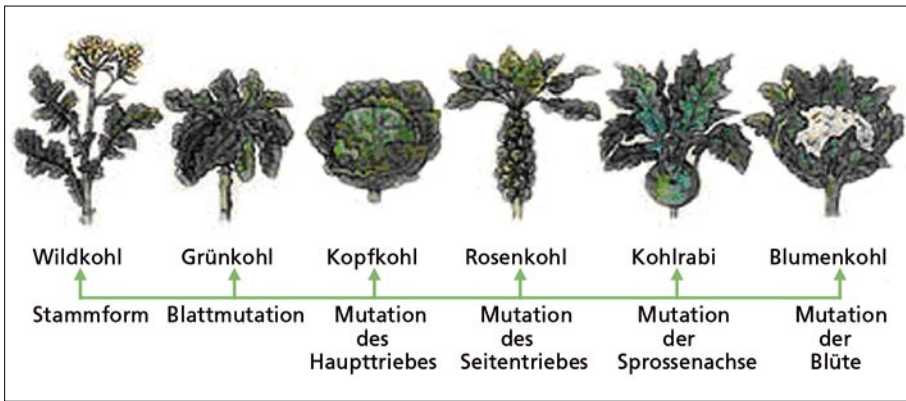 Wildkohl Grünkohl Kopfkohl Rosenkohl Kohlrabi Blumenkohl
Stammform Blattmutation Mutation Mutation Mutation Mutation
des des der der
Haupttriebes Seitentriebes Sprossenachse Blüte